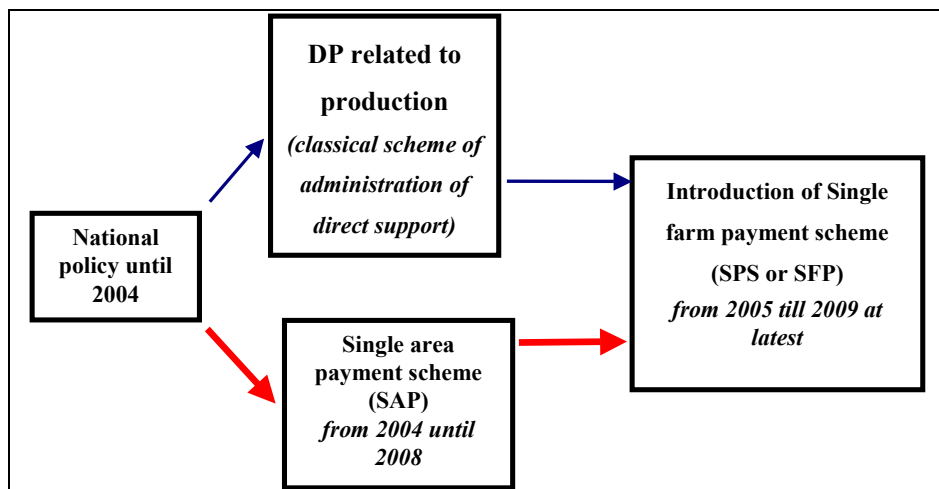 DP related to
production
(classical scheme of
administration of
direct support)
National
policy until
2004
Introduction of Single
farm payment scheme
(SPS or SFP)
from 2005 till 2009 at
latest
Single area
payment scheme
(SAP)
from 2004 until
2008